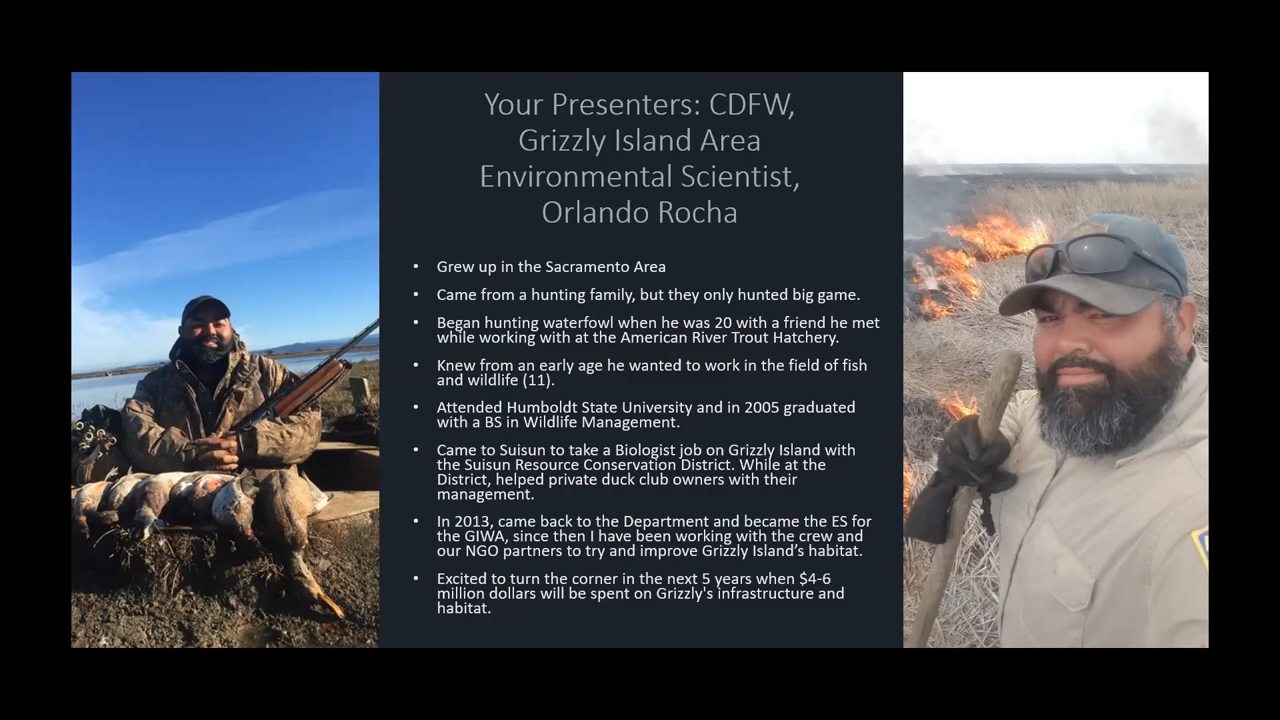 Your Presenters: CDFW,
Grizzly Island Area
Environmental Scientist,
Orlando Rocha
• Grew up in the Sacramento Area
• Came from a hunting family, but they only hunted big game.
• Began hunting waterfowl when he was 20 with a friend he met
while working with at the American River Trout Hatchery.
• Knew from an early age he wanted to work in the field of fish
and wildlife (11).
• Attended Humboldt State University and in 2005 graduated
with a BS in Wildlife Management.
• Came to Suisun to take a Biologist job on Grizzly Island with
the Suisun Resource Conservation District. While at the
District, helped private duck club owners with their
management.
• In 2013, came back to the Department and became the ES for
the GIWA, since then I have been working with the crew and
our NGO partners to try and improve Grizzly Island’s habitat.
• Excited to turn the corner in the next 5 years when $4-6
million dollars will be spent on Grizzly's infrastructure and
habitat.